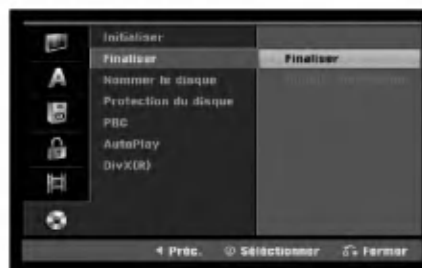 Initialiser
Finaliser
Finaliser
Nommer le disque
Protection du disque
PBC
AutoPlay
DivX(R)
A
Préc.
Sélectionner
Fermer